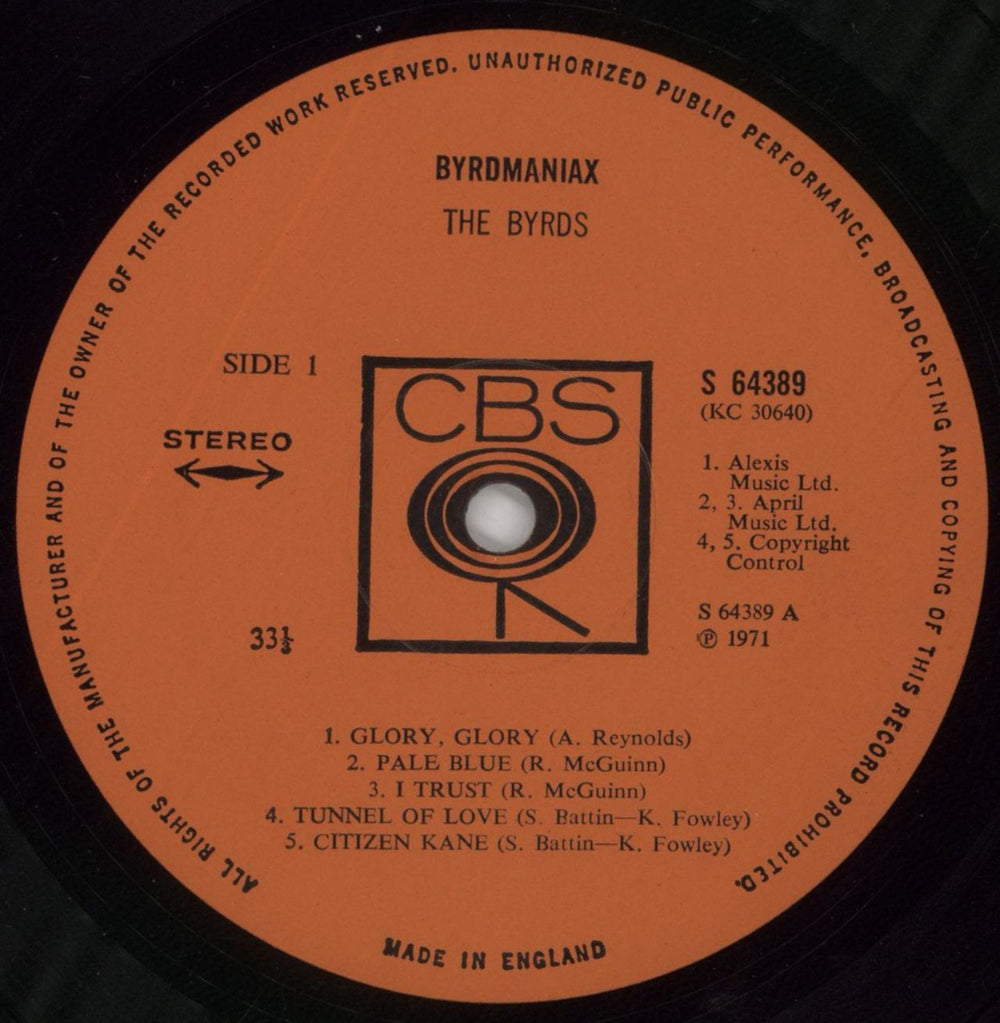 ALL RIGHTS OF THE MANUFACTURER AND OF THE OWNER OF THE RECORDED WORK RESERVED. UNAUTHORIZED PUBLIC PERFORMANCE, BROADCASTING AND COPYING OF THIS RECORD PROHIBITED.
BYRDMANIAX
THE BYRDS
SIDE 1
STEREO
33⅓
CBS
S 64389
(KC 30640)
1. Alexis
Music Ltd.
2, 3. April
Music Ltd.
4, 5. Copyright
Control
S 64389 A
℗ 1971
1. GLORY, GLORY (A. Reynolds)
2. PALE BLUE (R. McGuinn)
3. I TRUST (R. McGuinn)
4. TUNNEL OF LOVE (S. Battin—K. Fowley)
5. CITIZEN KANE (S. Battin—K. Fowley)
MADE IN ENGLAND